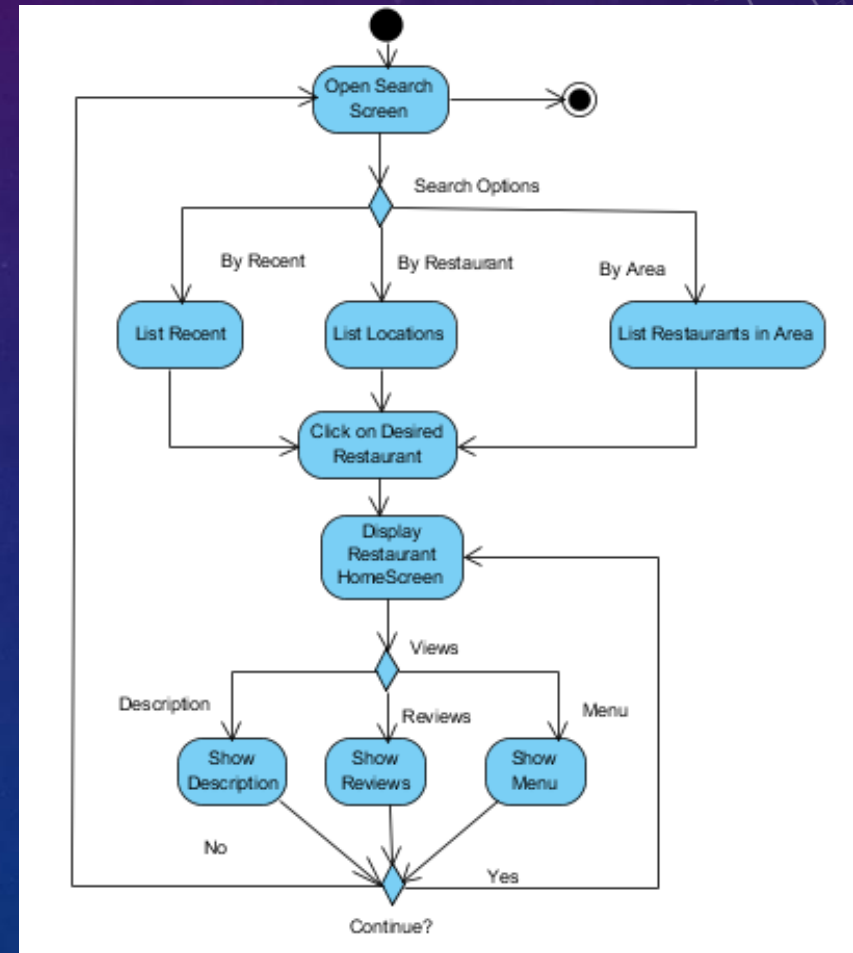 Open Search
Screen
Search Options
By Recent
By Restaurant
By Area
List Recent
List Locations
List Restaurants in Area
Click on Desired
Restaurant
Display
Restaurant
HomeScreen
Views
Description
Reviews
Menu
Show
Description
Show
Reviews
Show
Menu
No
Yes
Continue?